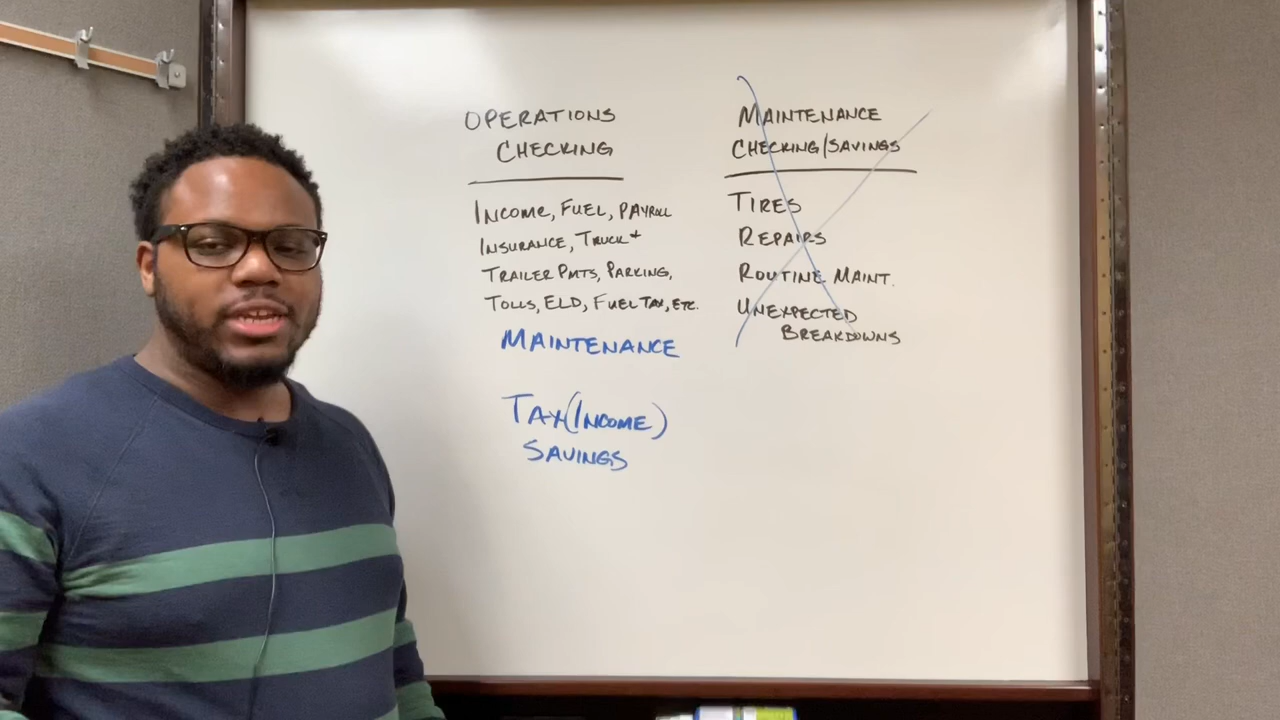 OPERATIONS
CHECKING
INCOME, FUEL, PAYROLL
INSURANCE, TRUCK +
TRAILER PMTS, PARKING,
TOLLS, ELD, FUEL TAX, ETC.
MAINTENANCE
TAX (INCOME)
SAVINGS
MAINTENANCE
CHECKING/SAVINGS
TIRES
REPAIRS
ROUTINE MAINT.
UNEXPECTED
BREAKDOWNS